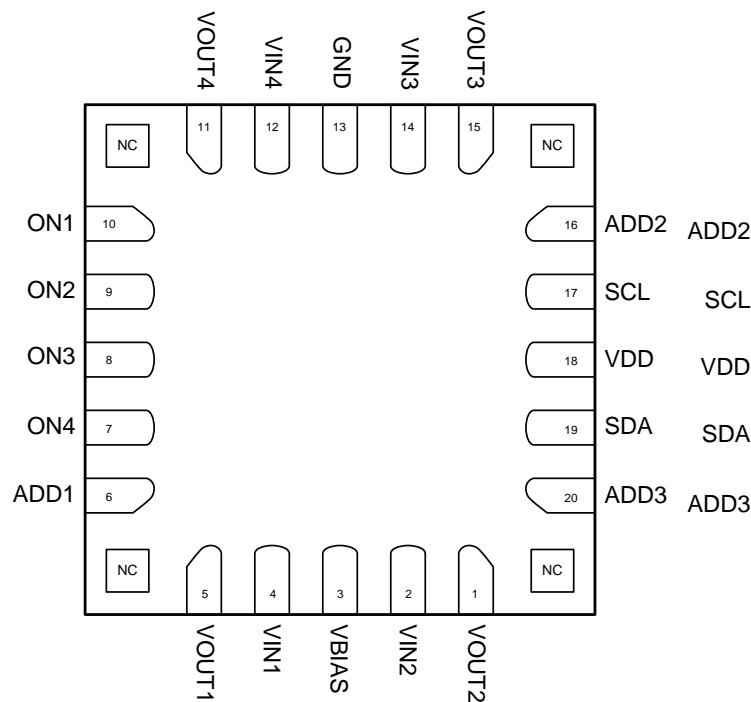 VOUT4 VIN4 GND VIN3 VOUT3
11 12 13 14 15
NC NC
ON1 10 16 ADD2 ADD2
ON2 9 17 SCL SCL
ON3 8 18 VDD VDD
ON4 7 19 SDA SDA
ADD1 6 20 ADD3 ADD3
NC NC
5 4 3 2 1
VOUT1 VIN1 VBIAS VIN2 VOUT2